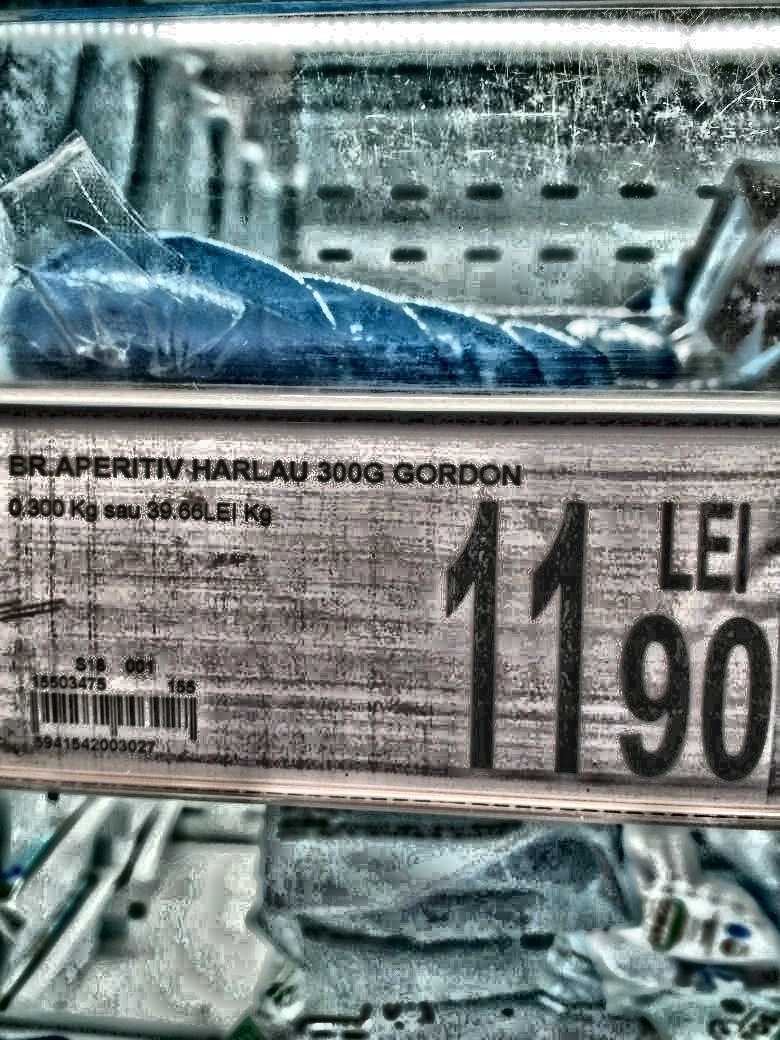 BR.APERITIV HARLAU 300G GORDON
0.300 Kg sau 39.66LEI Kg
11 LEI
90
S18 001
15503475 155
5941542003027